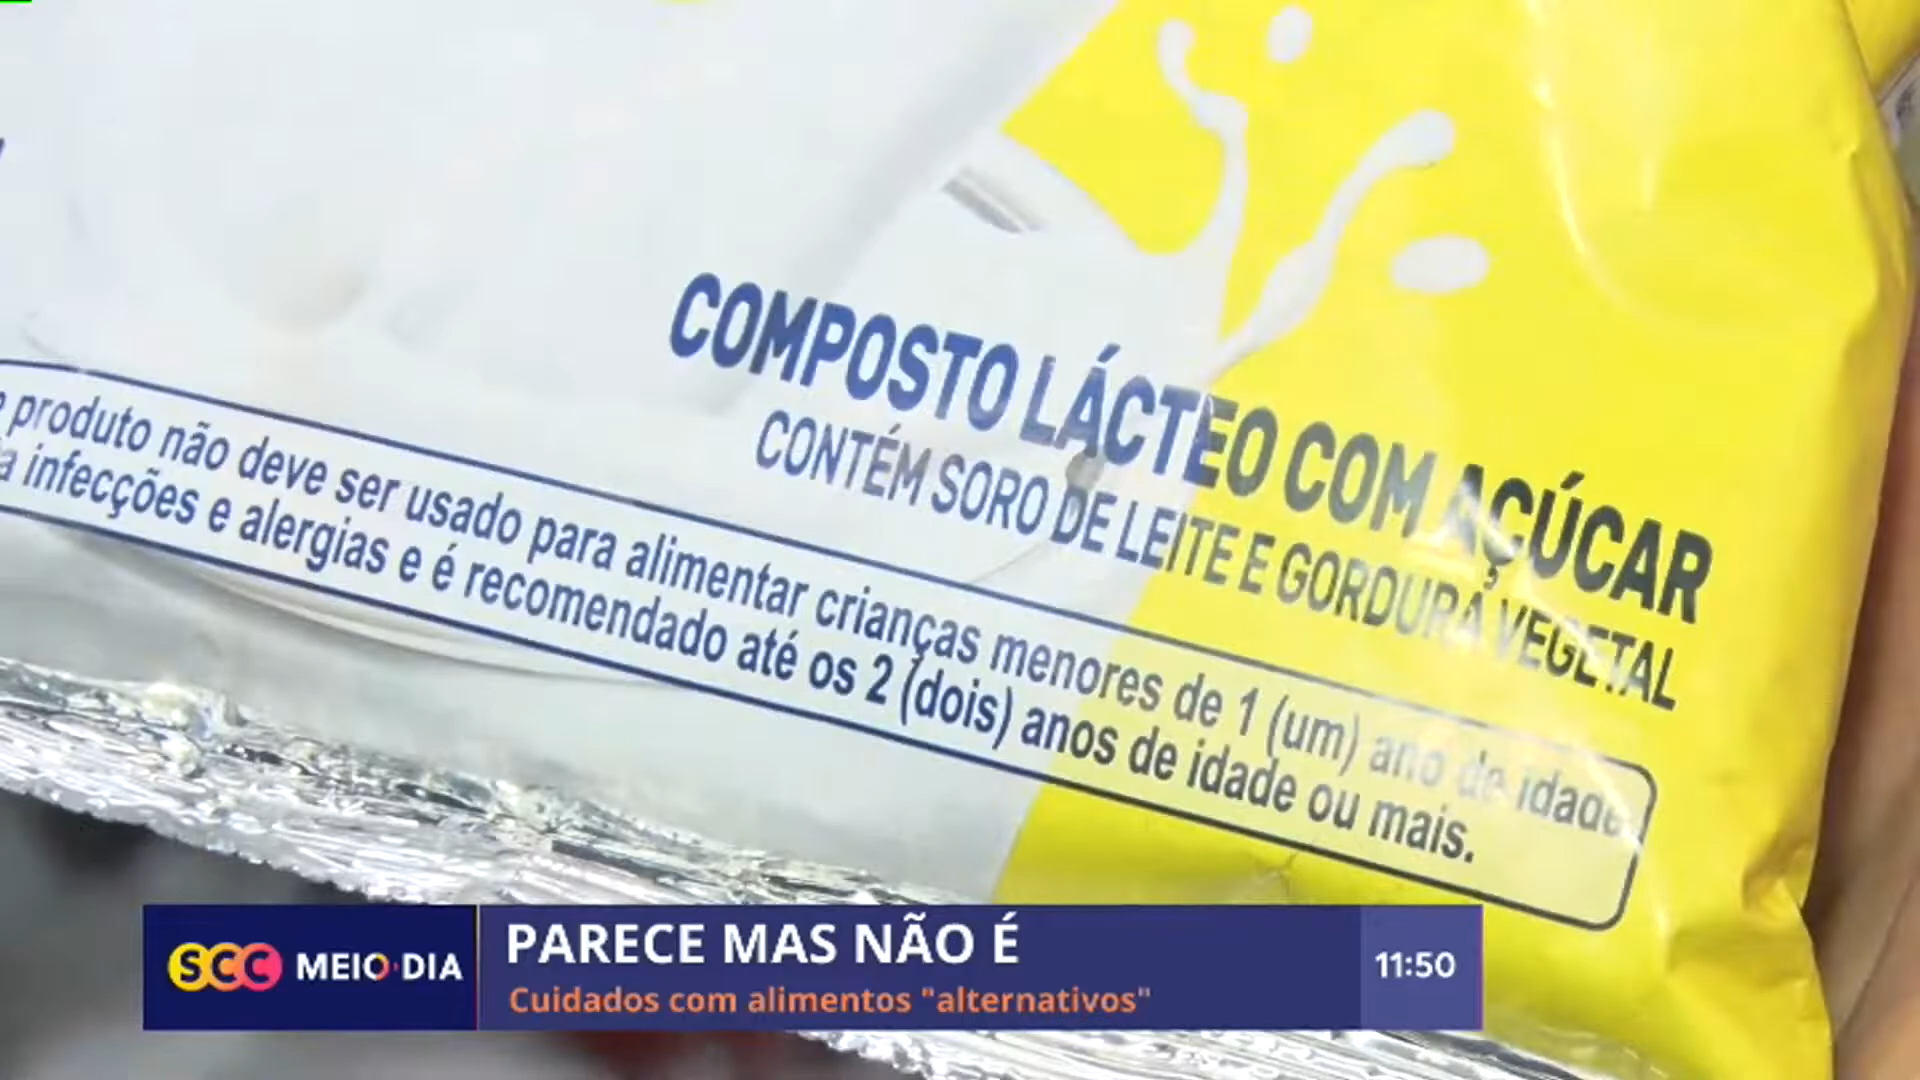 COMPOSTO LÁCTEO COM AÇÚCAR
CONTÉM SORO DE LEITE E GORDURA VEGETAL
produto não deve ser usado para alimentar crianças menores de 1 (um) ano de idade
infecções e alergias e é recomendado até os 2 (dois) anos de idade ou mais.
SCC MEIO-DIA
PARECE MAS NÃO É
Cuidados com alimentos "alternativos"
11:50